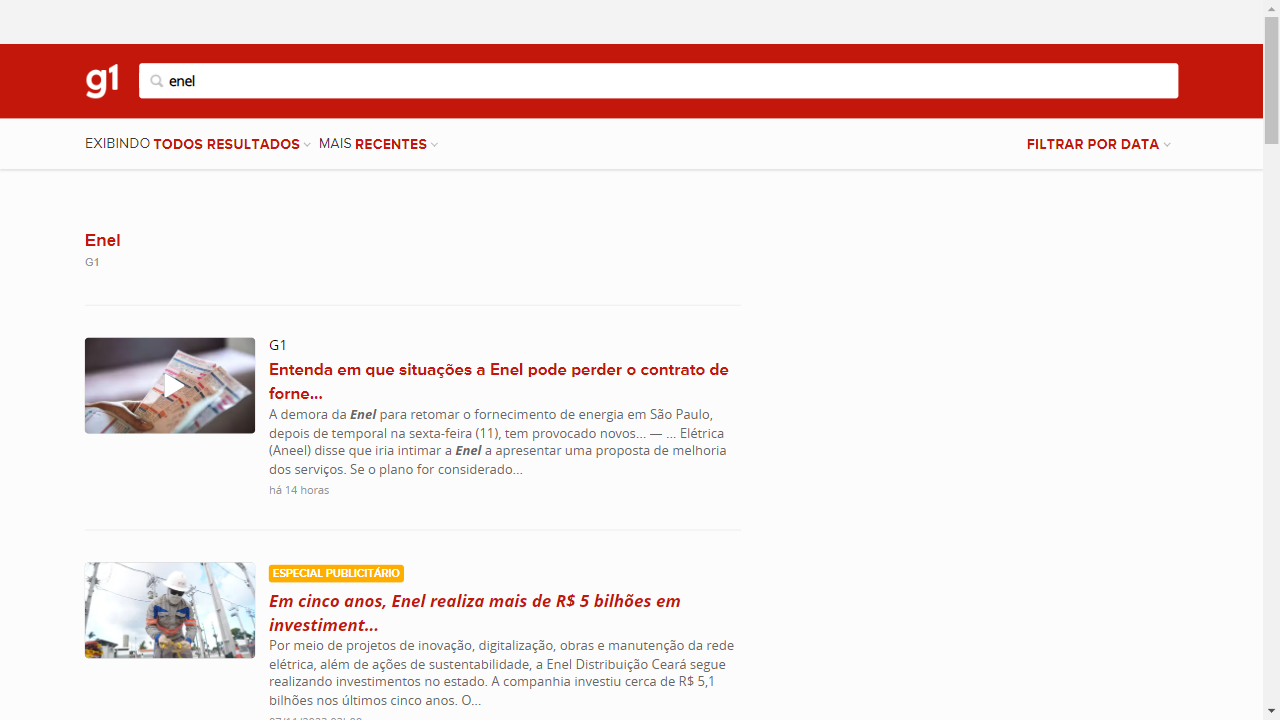 g1
enel
EXIBINDO TODOS RESULTADOS MAIS RECENTES
FILTRAR POR DATA
Enel
G1
G1
Entenda em que situações a Enel pode perder o contrato de
forne...
A demora da Enel para retomar o fornecimento de energia em São Paulo,
depois de temporal na sexta-feira (11), tem provocado novos... — ... Elétrica
(Aneel) disse que iria intimar a Enel a apresentar uma proposta de melhoria
dos serviços. Se o plano for considerado...
há 14 horas
ESPECIAL PUBLICITÁRIO
Em cinco anos, Enel realiza mais de R$ 5 bilhões em
investiment...
Por meio de projetos de inovação, digitalização, obras e manutenção da rede
elétrica, além de ações de sustentabilidade, a Enel Distribuição Ceará segue
realizando investimentos no estado. A companhia investiu cerca de R$ 5,1
bilhões nos últimos cinco anos. O...